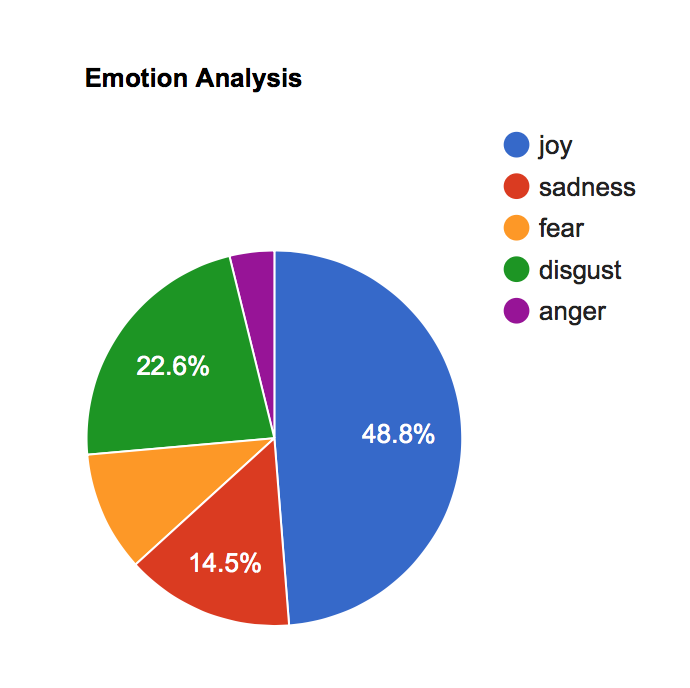 Emotion Analysis
joy
sadness
fear
disgust
anger
22.6%
48.8%
14.5%